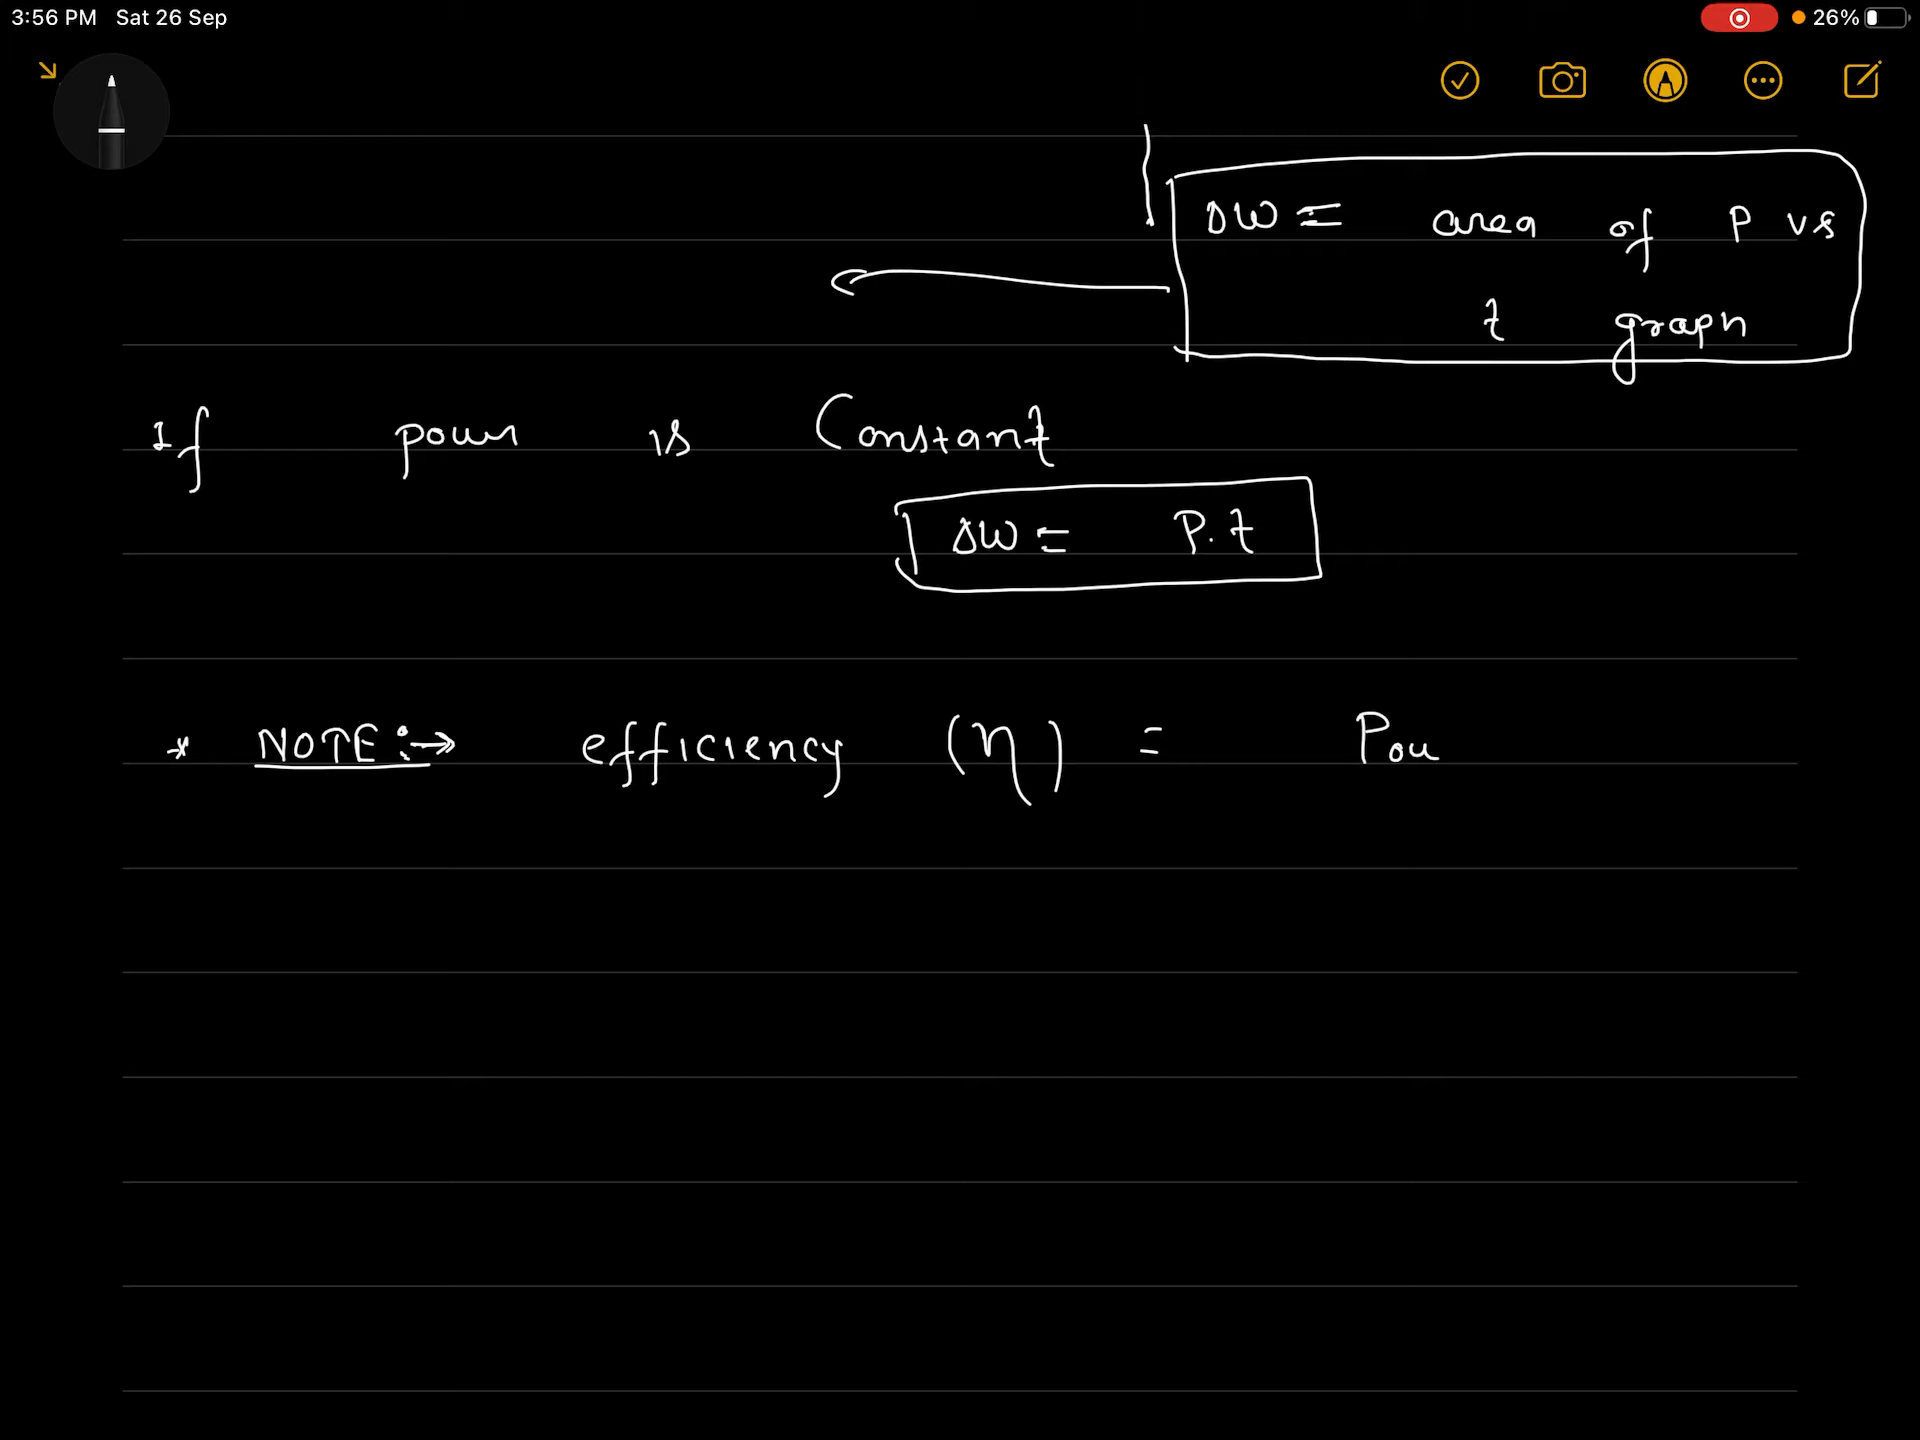 3:56 PM Sat 26 Sep
26%
ΔW = area of P vs
t graph
If power is Constant
ΔW = P.t
* NOTE:→ efficiency (η) = Pou